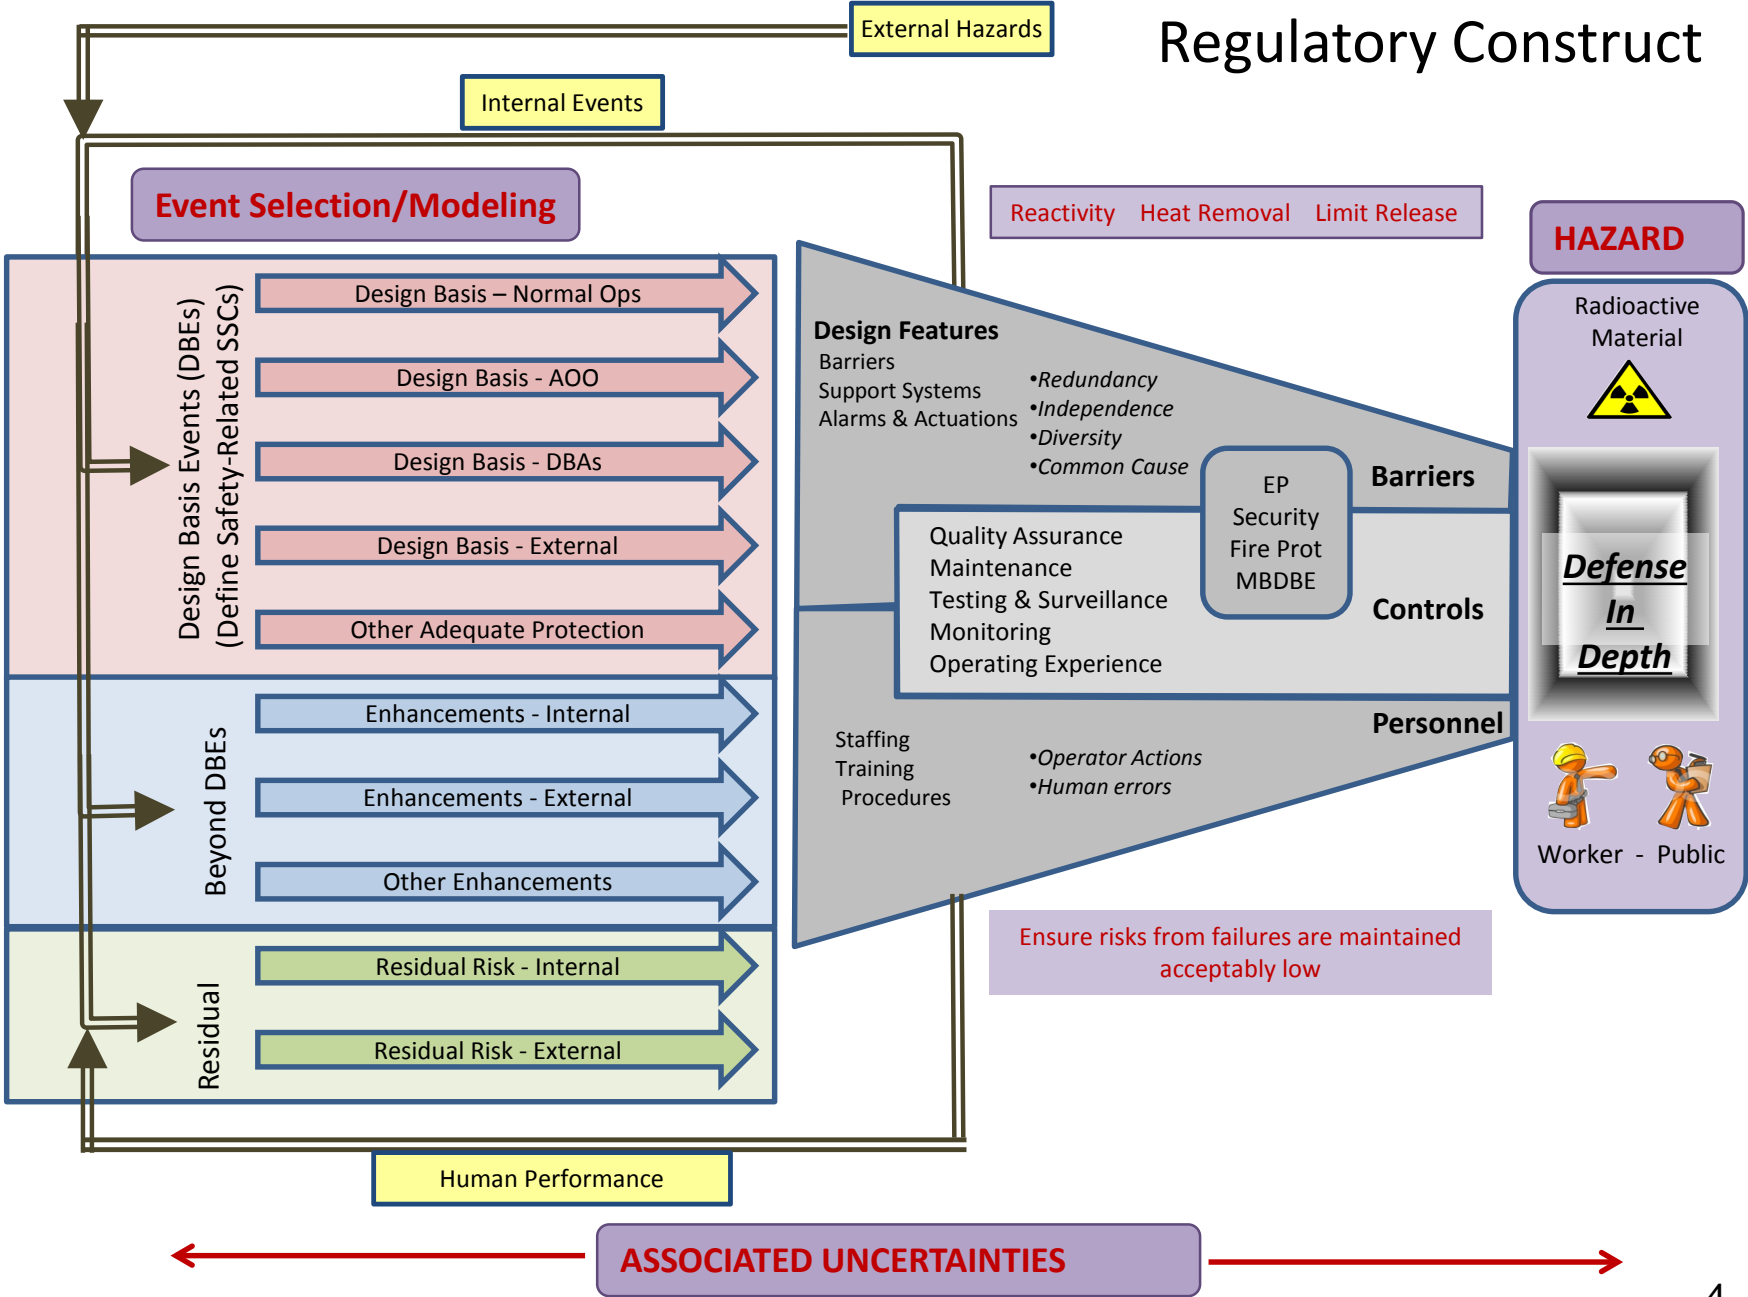 External Hazards
Regulatory Construct
Internal Events
Event Selection/Modeling
Reactivity Heat Removal Limit Release
HAZARD
Design Basis Events (DBEs)
(Define Safety-Related SSCs)
Design Basis – Normal Ops
Design Basis - AOO
Design Basis - DBAs
Design Basis - External
Other Adequate Protection
Beyond DBEs
Enhancements - Internal
Enhancements - External
Other Enhancements
Residual
Residual Risk - Internal
Residual Risk - External
Design Features
Barriers
Support Systems
Alarms & Actuations
•Redundancy
•Independence
•Diversity
•Common Cause
EP
Security
Fire Prot
MBDBE
Barriers
Quality Assurance
Maintenance
Testing & Surveillance
Monitoring
Operating Experience
Controls
Personnel
Staffing
Training
Procedures
•Operator Actions
•Human errors
Radioactive
Material
Defense
In
Depth
Worker - Public
Ensure risks from failures are maintained
acceptably low
Human Performance
ASSOCIATED UNCERTAINTIES
4